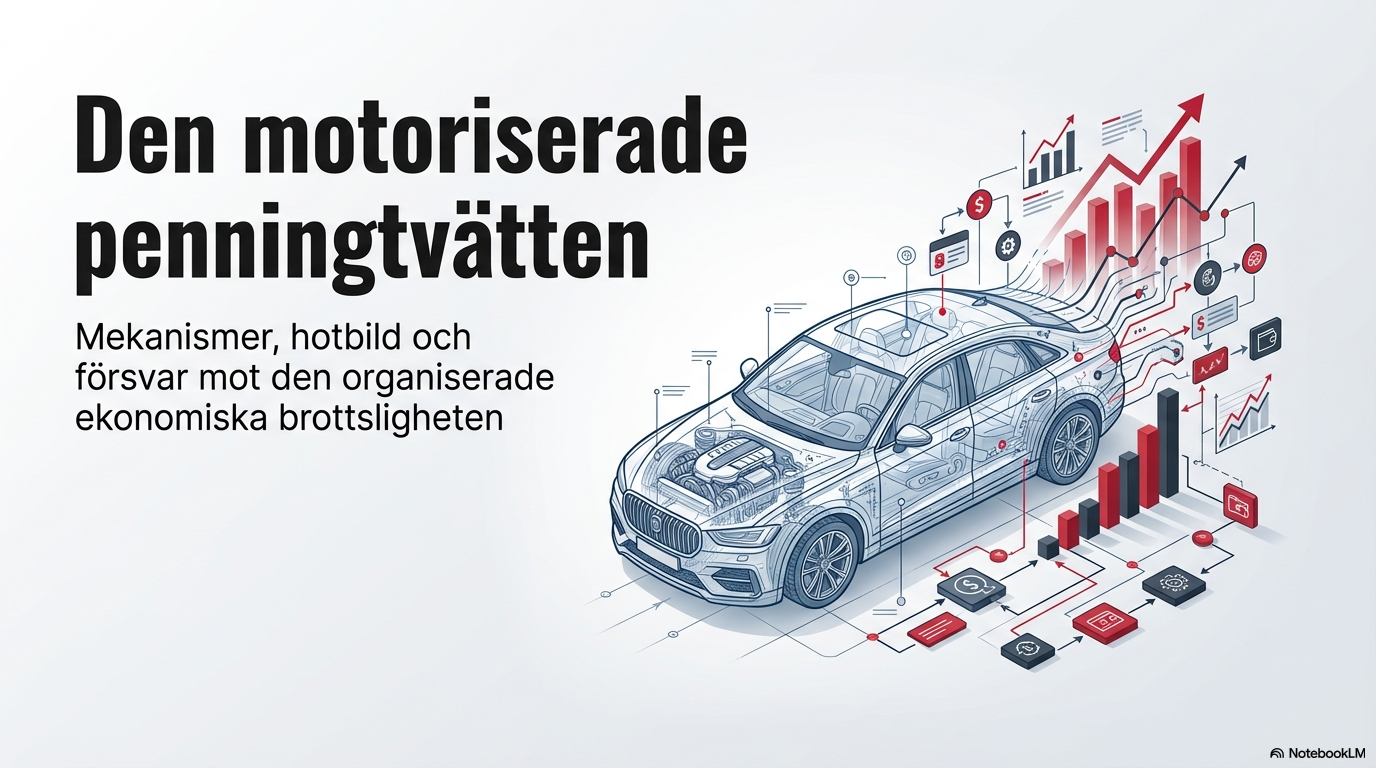 Den motoriserade
penningtvätten
Mekanismer, hotbild och
försvar mot den organiserade
ekonomiska brottsligheten
NotebookLM